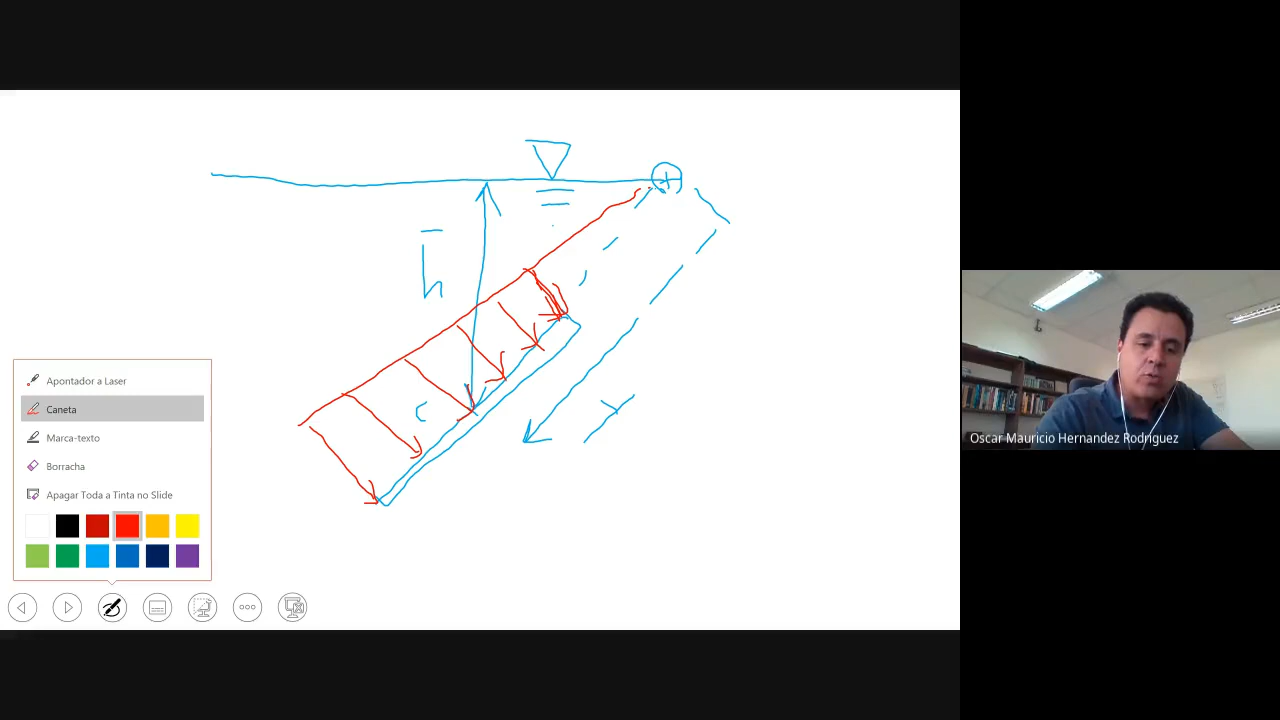 h
c
y
Apontador a Laser
Caneta
Marca-texto
Borracha
Apagar Toda a Tinta no Slide
Oscar Mauricio Hernandez Rodriguez